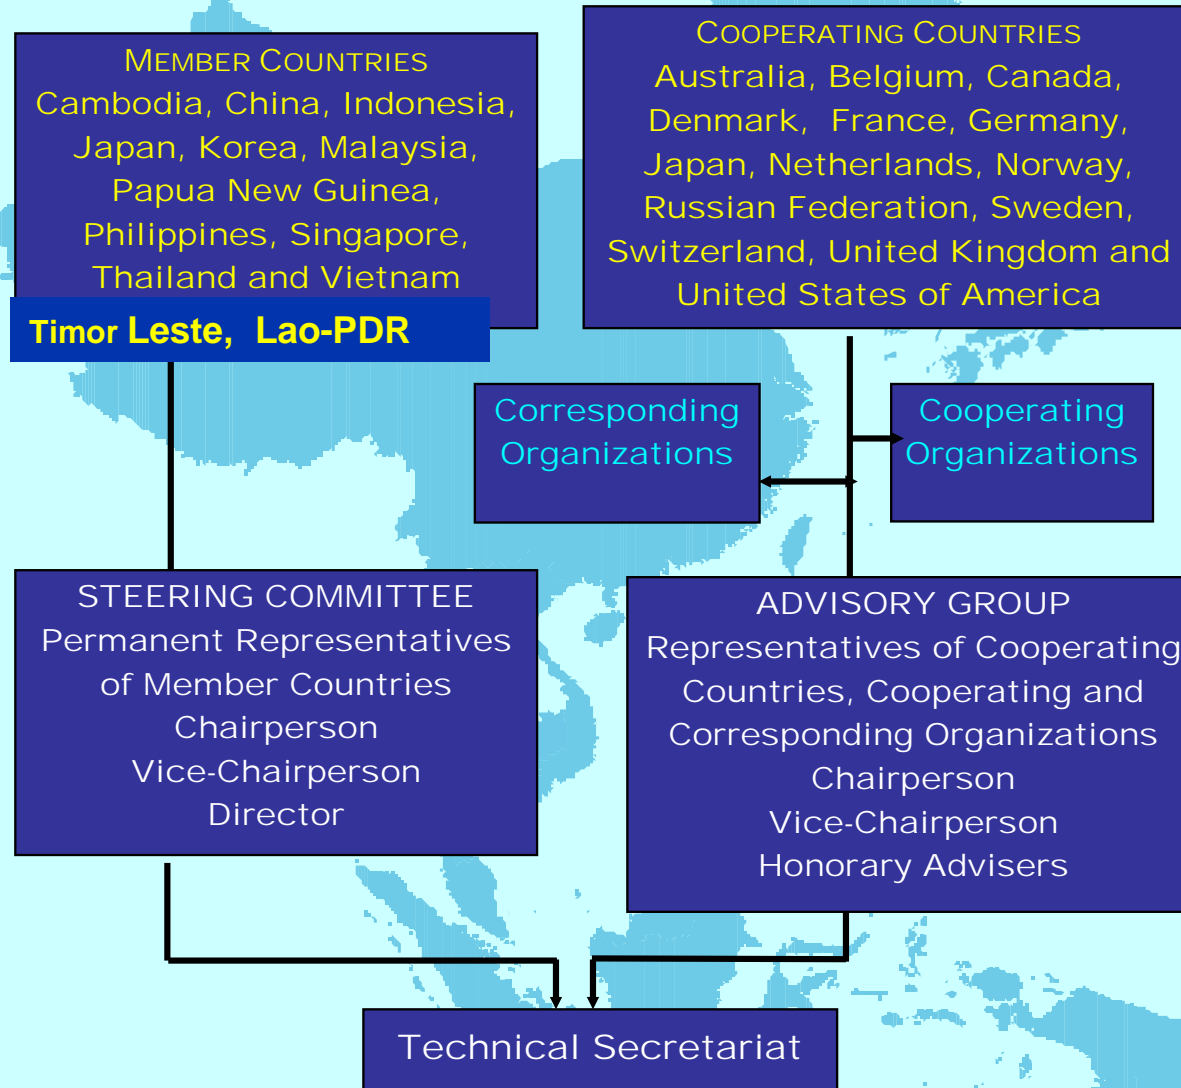 MEMBER COUNTRIES
Cambodia, China, Indonesia,
Japan, Korea, Malaysia,
Papua New Guinea,
Philippines, Singapore,
Thailand and Vietnam
Timor Leste, Lao-PDR
COOPERATING COUNTRIES
Australia, Belgium, Canada,
Denmark, France, Germany,
Japan, Netherlands, Norway,
Russian Federation, Sweden,
Switzerland, United Kingdom and
United States of America
Corresponding
Organizations
Cooperating
Organizations
STEERING COMMITTEE
Permanent Representatives
of Member Countries
Chairperson
Vice-Chairperson
Director
ADVISORY GROUP
Representatives of Cooperating
Countries, Cooperating and
Corresponding Organizations
Chairperson
Vice-Chairperson
Honorary Advisers
Technical Secretariat